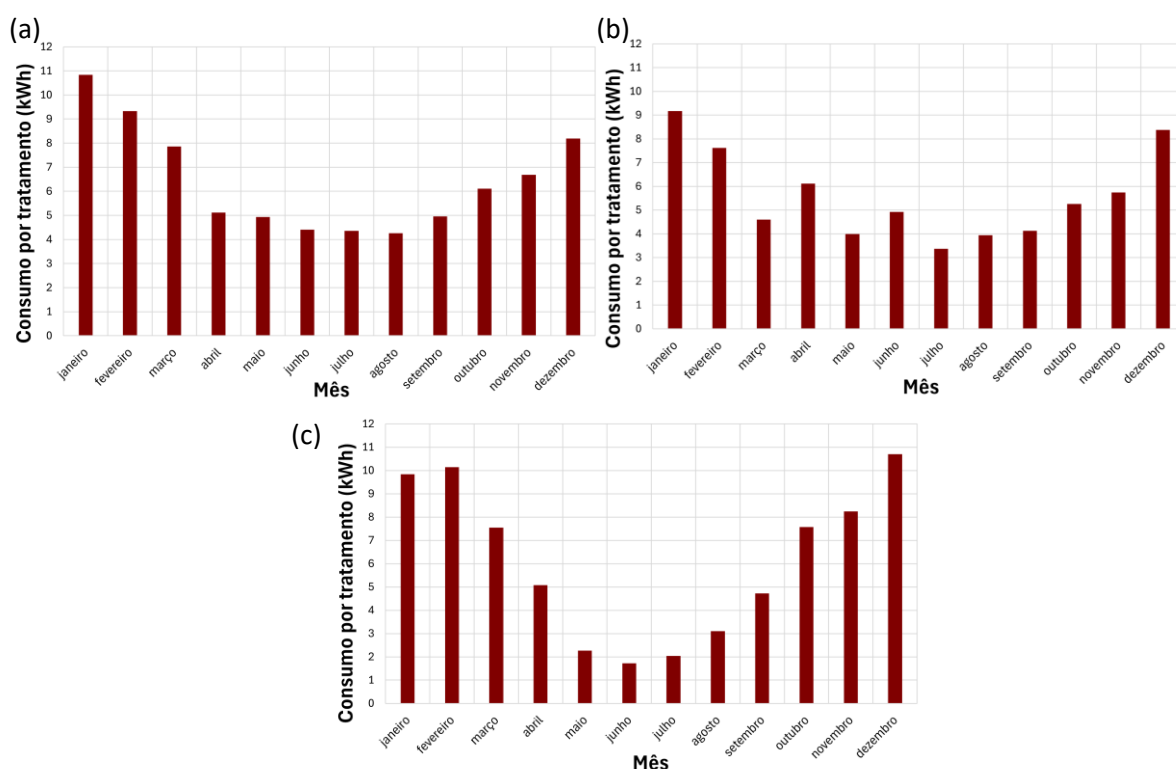 (a)
Consumo por tratamento (kWh)
12
11
10
9
8
7
6
5
4
3
2
1
0
janeiro
fevereiro
março
abril
maio
junho
julho
agosto
setembro
outubro
novembro
dezembro
Mês
(b)
Consumo por tratamento (kWh)
12
11
10
9
8
7
6
5
4
3
2
1
0
janeiro
fevereiro
março
abril
maio
junho
julho
agosto
setembro
outubro
novembro
dezembro
Mês
(c)
Consumo por tratamento (kWh)
12
11
10
9
8
7
6
5
4
3
2
1
0
janeiro
fevereiro
março
abril
maio
junho
julho
agosto
setembro
outubro
novembro
dezembro
Mês